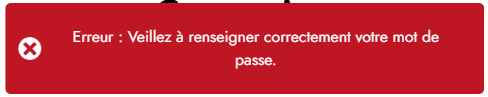 Erreur : Veillez à renseigner correctement votre mot de
passe.